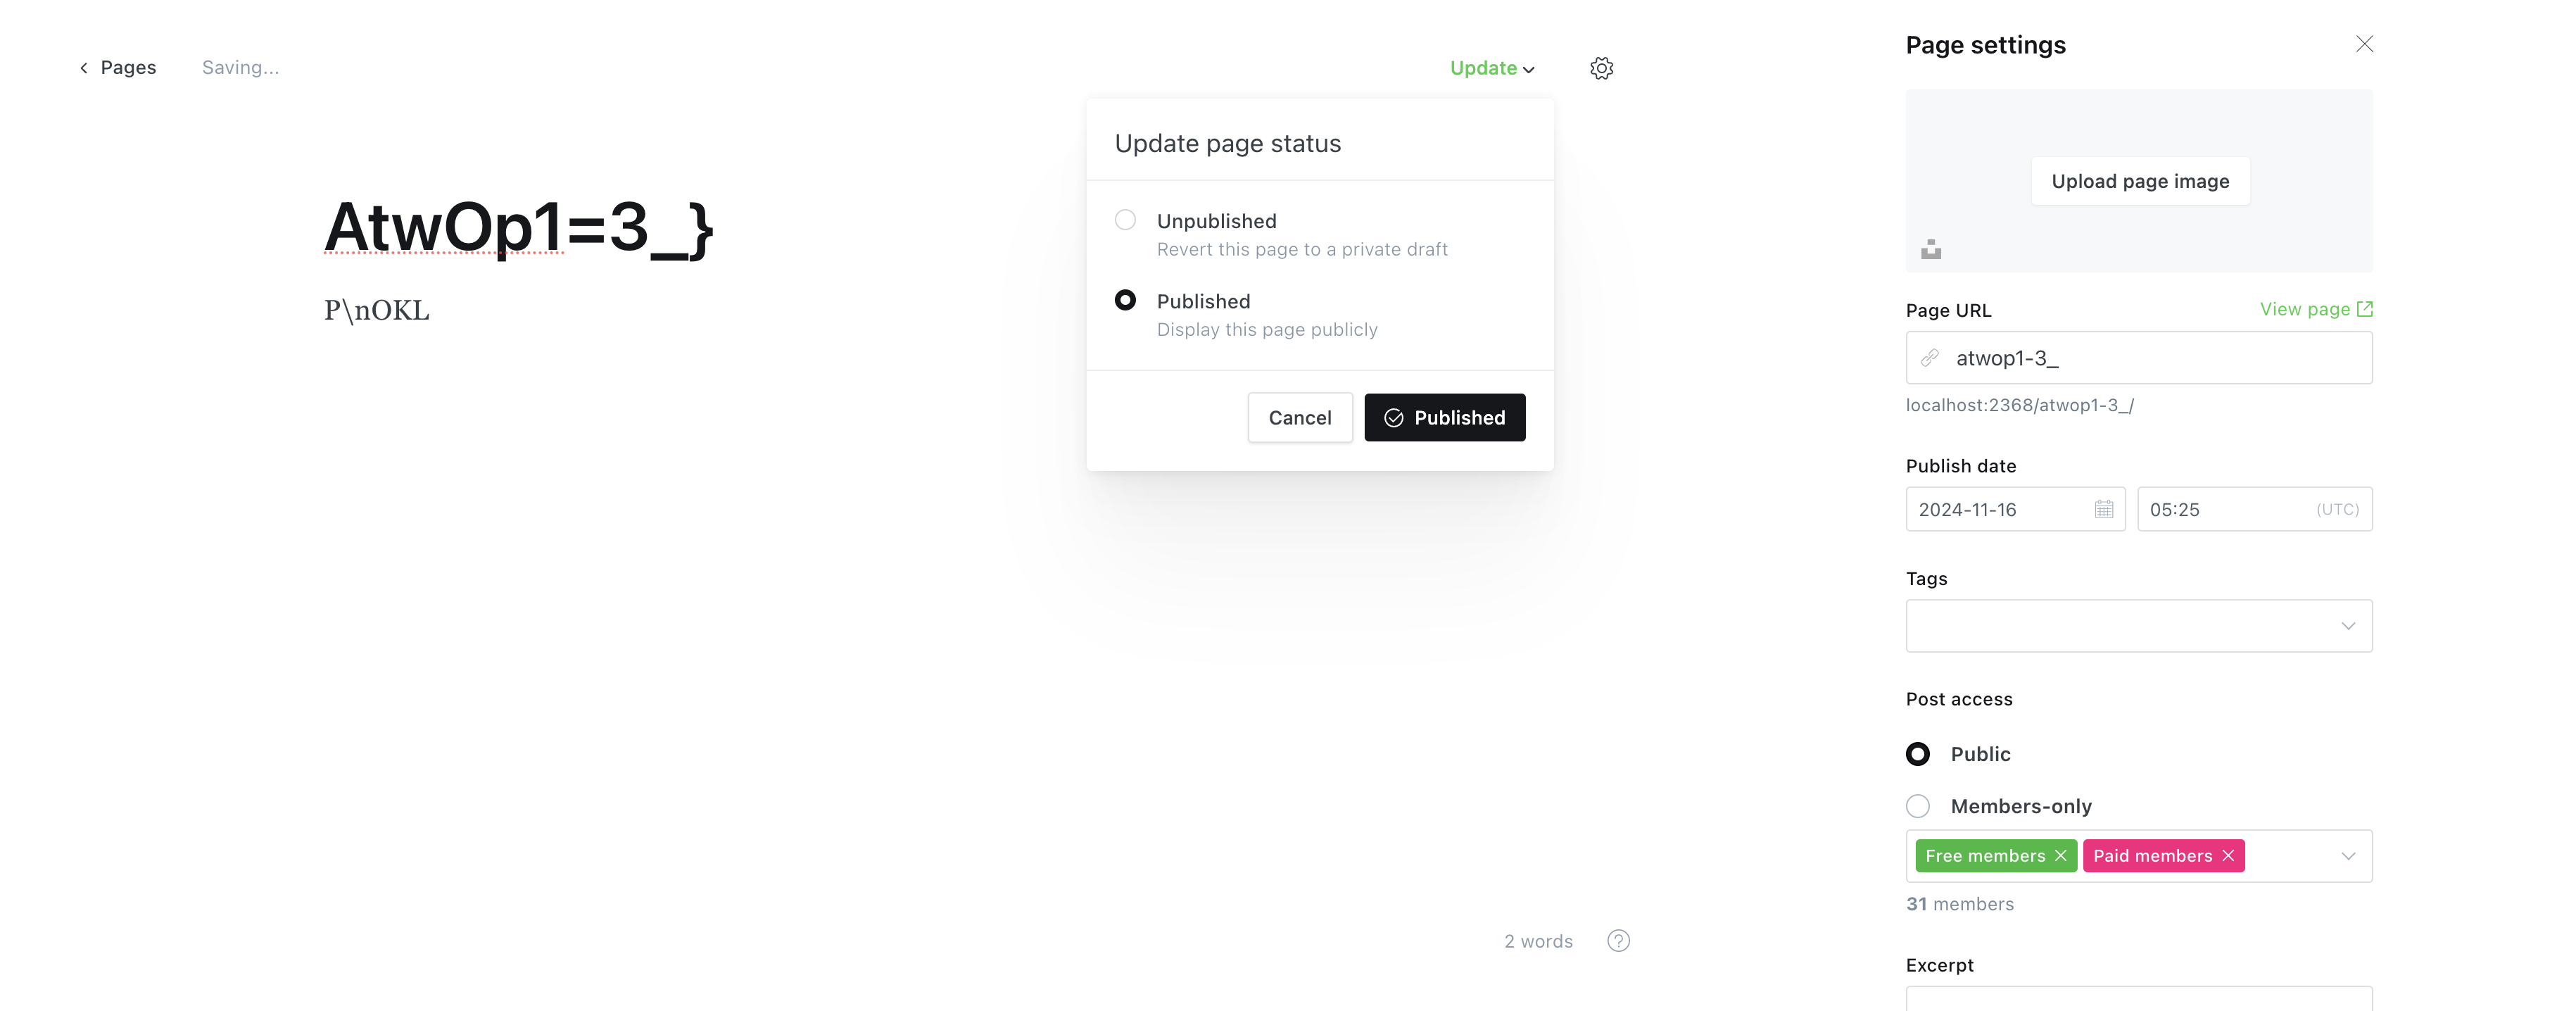 Pages
Saving...
Update
AtwOp1=3_}
P\nOKL
Update page status
Unpublished
Revert this page to a private draft
Published
Display this page publicly
Cancel
Published
2 words
?
Page settings
Upload page image
Page URL
View page
atwop1-3_
localhost:2368/atwop1-3_/
Publish date
2024-11-16
05:25
(UTC)
Tags
Post access
Public
Members-only
Free members
Paid members
31 members
Excerpt